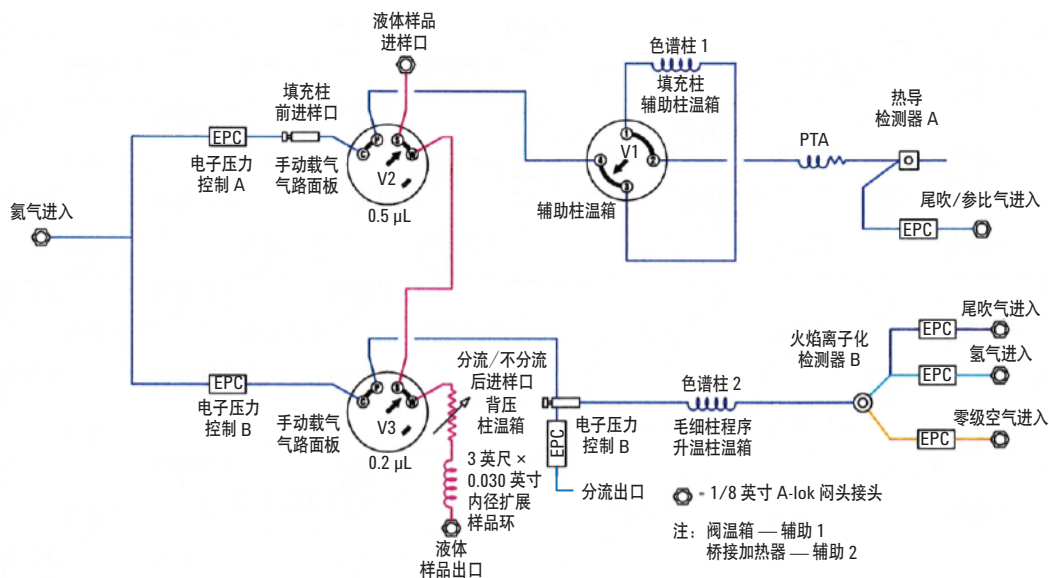 液体样品
进样口
色谱柱 1
填充柱
辅助柱温箱
填充柱
前进样口
热导
检测器 A
EPC
电子压力
控制 A
手动载气
气路面板
P
S
C
W
V2
0.5 µL
1
V1
4
2
3
辅助柱温箱
PTA
尾吹/参比气进入
EPC
氦气进入
EPC
电子压力
控制 B
手动载气
气路面板
P
S
C
W
V3
0.2 µL
分流/不分流
后进样口
背压
柱温箱
3 英尺 ×
0.030 英寸
内径扩展
样品环
液体
样品出口
电子压力
控制 B
EPC
分流出口
色谱柱 2
毛细柱程序
升温柱温箱
火焰离子化
检测器 B
尾吹气进入
EPC
氢气进入
EPC
零级空气进入
EPC
- 1/8 英寸 A-lok 闷头接头
注：阀温箱 — 辅助 1
桥接加热器 — 辅助 2